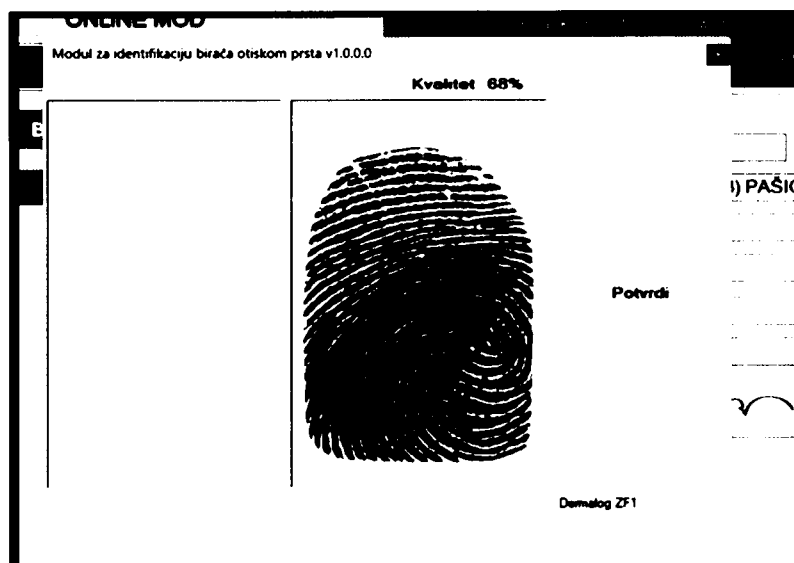 ONLINE MOD
Modul za identifikaciju birača otiskom prsta v1.0.0.0
Kvalitet 68%
B
PAŠIĆ
Potvrdi
Dermalog ZF1